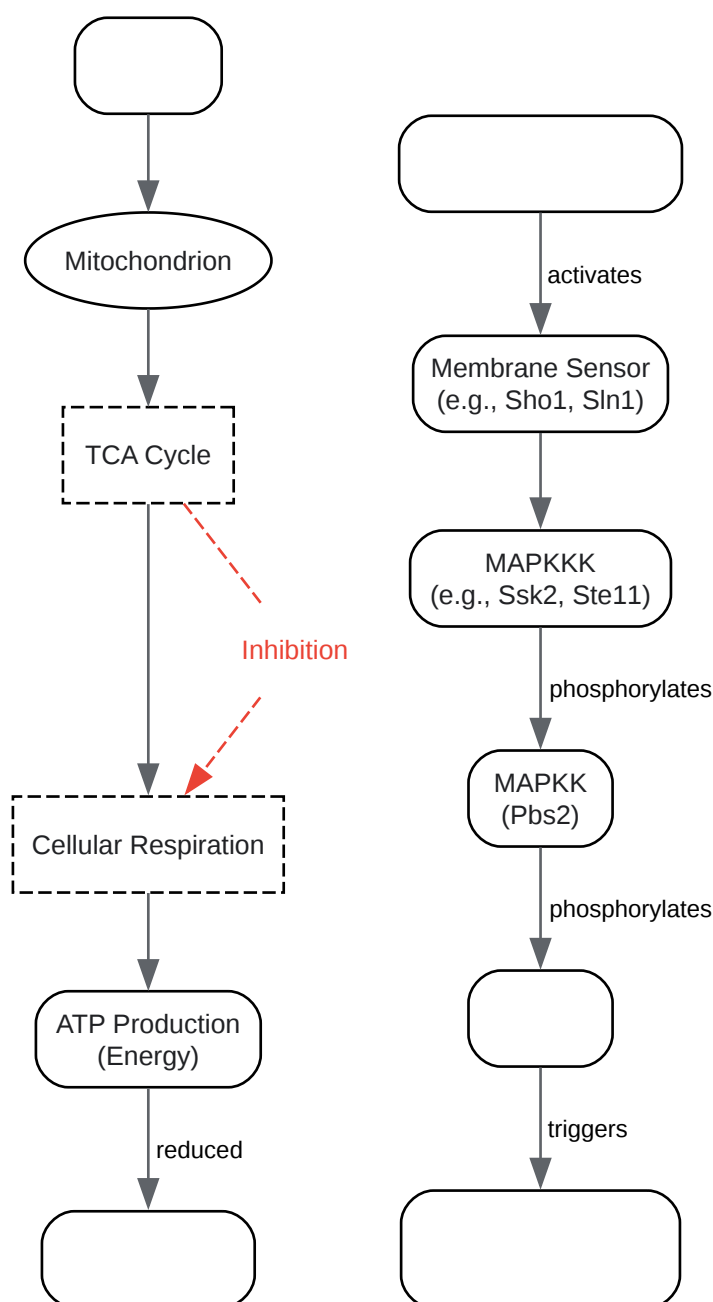 Mitochondrion
TCA Cycle
Inhibition
Cellular Respiration
ATP Production
(Energy)
reduced
activates
Membrane Sensor
(e.g., Sho1, Sln1)
MAPKKK
(e.g., Ssk2, Ste11)
phosphorylates
MAPKK
(Pbs2)
phosphorylates
triggers